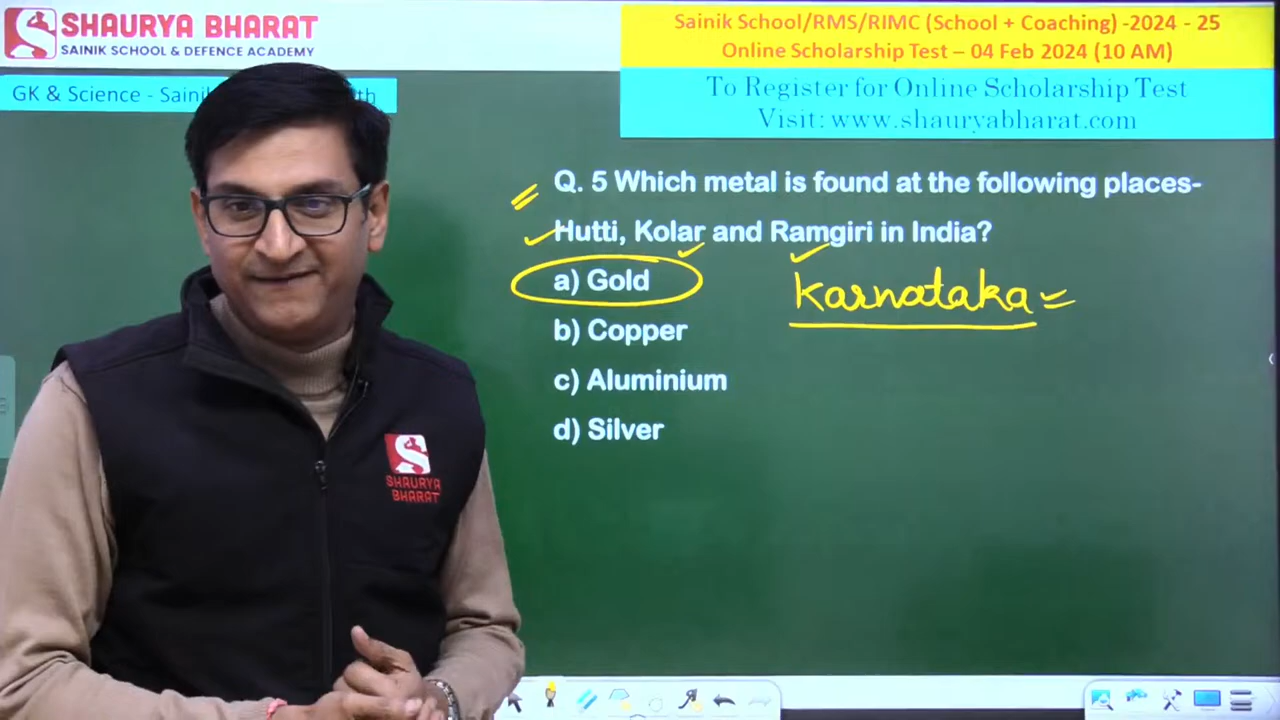 SHAURYA BHARAT
SAINIK SCHOOL & DEFENCE ACADEMY
Sainik School/RMS/RIMC (School + Coaching) -2024 - 25
Online Scholarship Test – 04 Feb 2024 (10 AM)
To Register for Online Scholarship Test
Visit: www.shauryabharat.com
GK & Science - Saini
Q. 5 Which metal is found at the following places-
Hutti, Kolar and Ramgiri in India?
a) Gold
Karnataka
b) Copper
c) Aluminium
d) Silver
SHAURYA
BHARAT